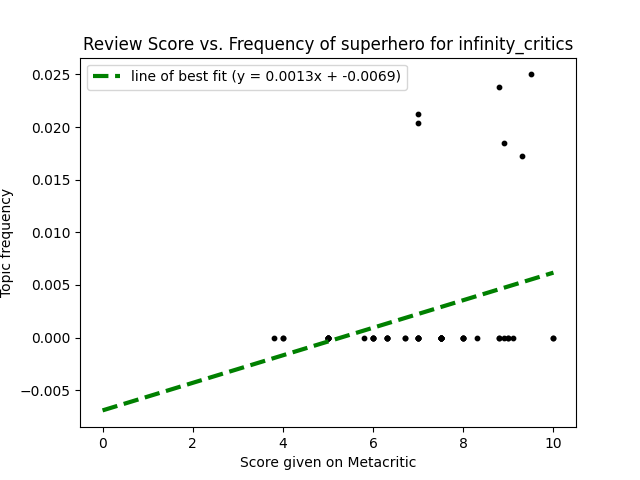 Review Score vs. Frequency of superhero for infinity_critics
line of best fit (y = 0.0013x + -0.0069)
0.025
0.020
0.015
0.010
0.005
0.000
−0.005
Topic frequency
0 2 4 6 8 10
Score given on Metacritic